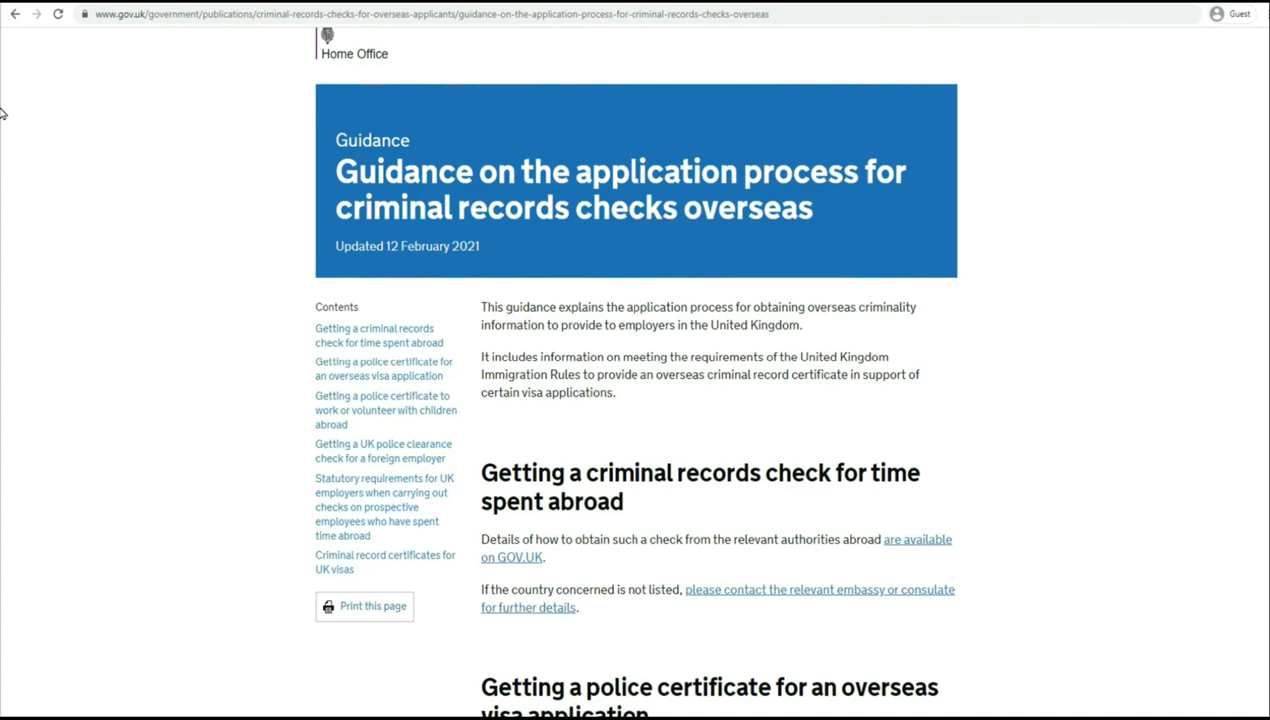 www.gov.uk/government/publications/criminal-records-checks-for-overseas-applicants/guidance-on-the-application-process-for-criminal-records-checks-overseas
Guest
Home Office
Guidance
Guidance on the application process for
criminal records checks overseas
Updated 12 February 2021
Contents
Getting a criminal records
check for time spent abroad
Getting a police certificate for
an overseas visa application
Getting a police certificate to
work or volunteer with children
abroad
Getting a UK police clearance
check for a foreign employer
Statutory requirements for UK
employers when carrying out
checks on prospective
employees who have spent
time abroad
Criminal record certificates for
UK visas
Print this page
This guidance explains the application process for obtaining overseas criminality
information to provide to employers in the United Kingdom.
It includes information on meeting the requirements of the United Kingdom
Immigration Rules to provide an overseas criminal record certificate in support of
certain visa applications.
Getting a criminal records check for time
spent abroad
Details of how to obtain such a check from the relevant authorities abroad are available
on GOV.UK.
If the country concerned is not listed, please contact the relevant embassy or consulate
for further details.
Getting a police certificate for an overseas
visa application